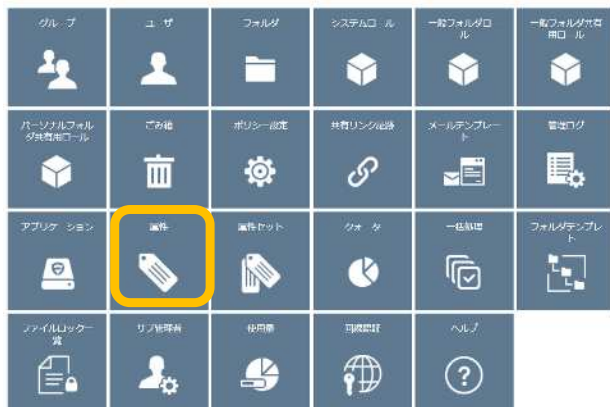 グループ
ユーザ
フォルダ
システムロール
一般フォルダロ
ール
一般フォルダ共有
用ロール
パーソナルフォル
ダ共有用ロール
ごみ箱
ポリシー設定
共有リンク証跡
メールテンプレー
ト
管理ログ
アプリケーション
属性
属性セット
クォータ
一括処理
フォルダテンプレ
ート
ファイルロック一
覧
サブ管理者
使用量
回線認証
ヘルプ